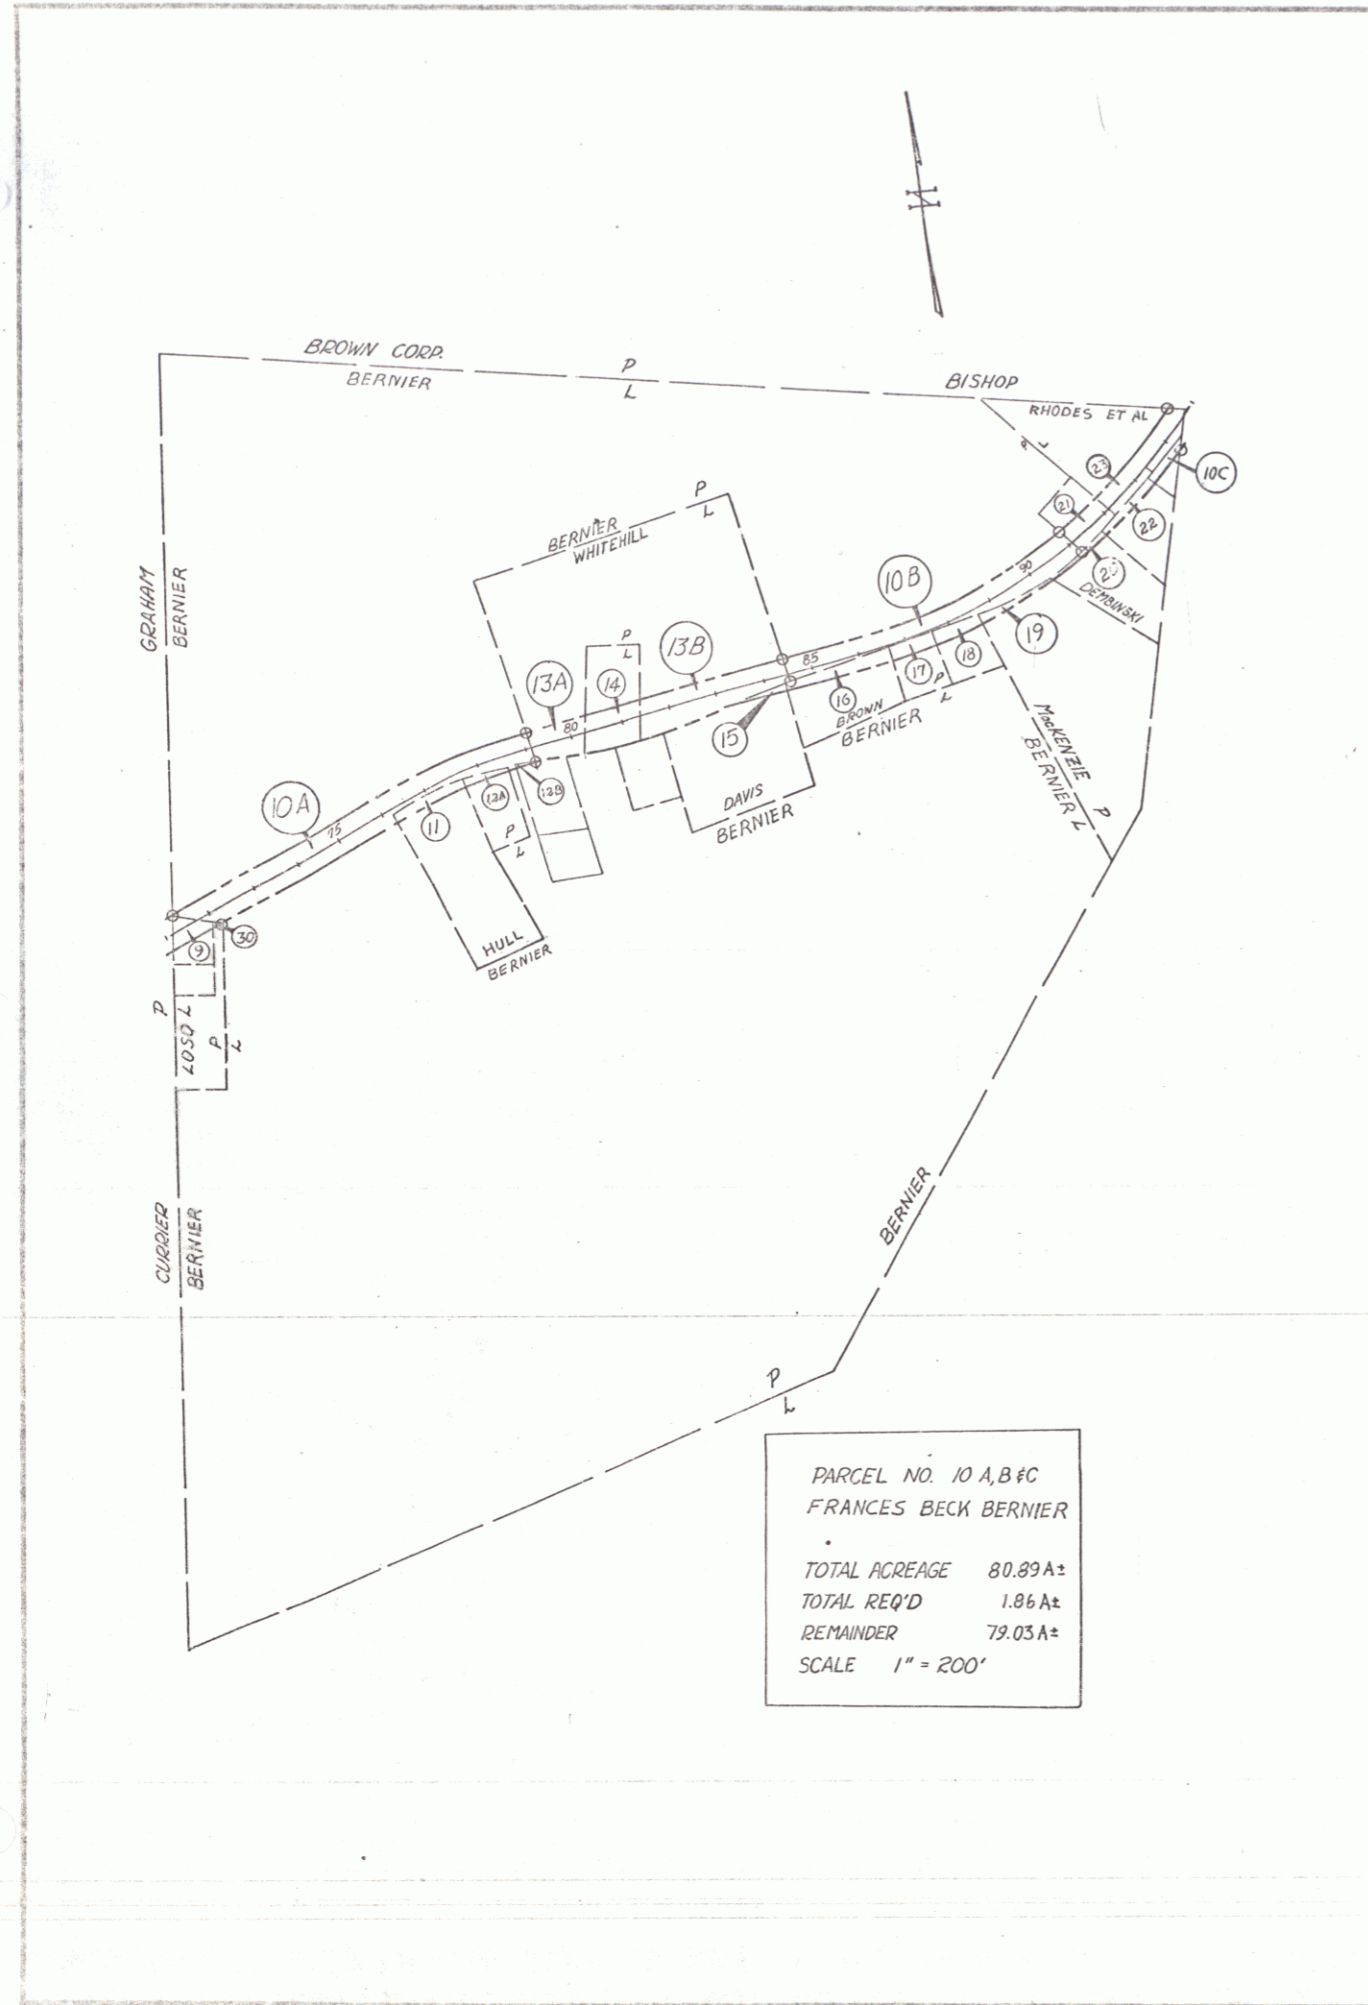 N
BROWN CORP.
BERNIER
P
L
BISHOP
RHODES ET AL
P
L
23
10C
21
22
20
DEMBINSKI
90
P
L
BERNIER
WHITEHILL
10B
19
18
17
P
L
16
85
BROWN
BERNIER
MacKENZIE
BERNIER
P
L
GRAHAM
BERNIER
P
L
13B
13A
14
80
15
DAVIS
BERNIER
10A
75
11
12A
12B
P
L
HULL
BERNIER
9
30
P
L
LOSO
P
L
CURRIER
BERNIER
BERNIER
P
L
PARCEL NO. 10 A,B &C
FRANCES BECK BERNIER
TOTAL ACREAGE 80.89 A±
TOTAL REQ'D 1.86 A±
REMAINDER 79.03 A±
SCALE 1" = 200'